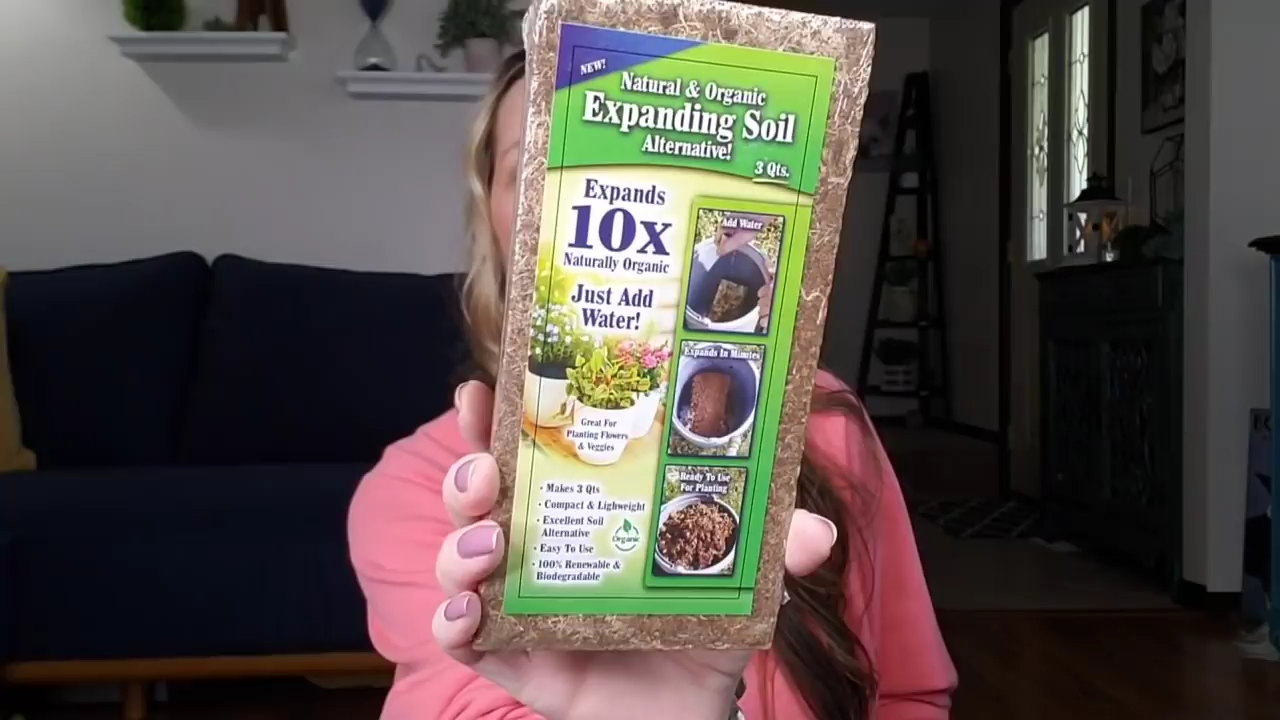 NEW!
Natural & Organic
Expanding Soil
Alternative!
3 Qts.
Expands
10x
Naturally Organic
Just Add
Water!
Great For
Planting Flowers
& Veggies
• Makes 3 Qts
• Compact & Lighweight
• Excellent Soil
Alternative
• Easy To Use
• 100% Renewable &
Biodegradable
Organic
Add Water
Expands In Minutes
Ready To Use
For Planting